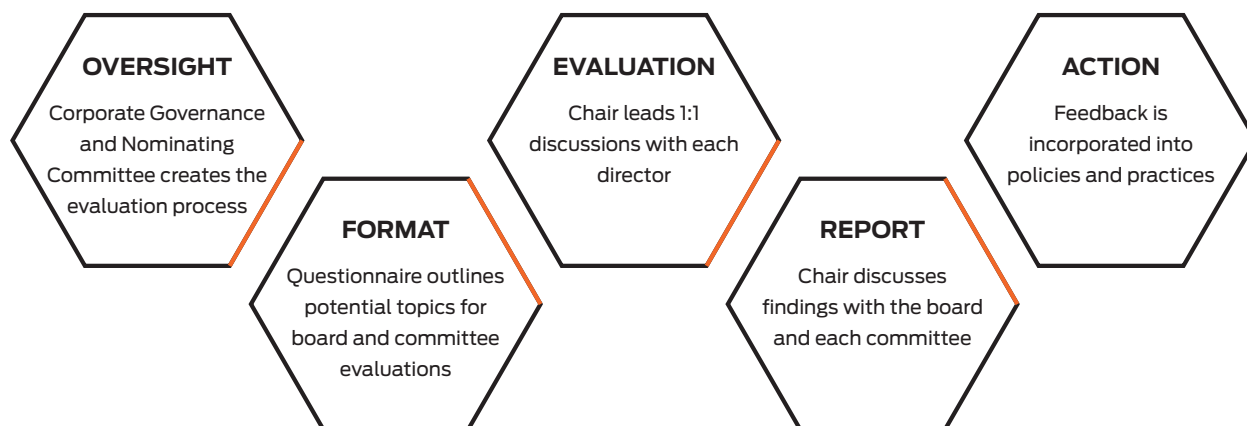 OVERSIGHT
Corporate Governance
and Nominating
Committee creates the
evaluation process
FORMAT
Questionnaire outlines
potential topics for
board and committee
evaluations
EVALUATION
Chair leads 1:1
discussions with each
director
REPORT
Chair discusses
findings with the board
and each committee
ACTION
Feedback is
incorporated into
policies and practices